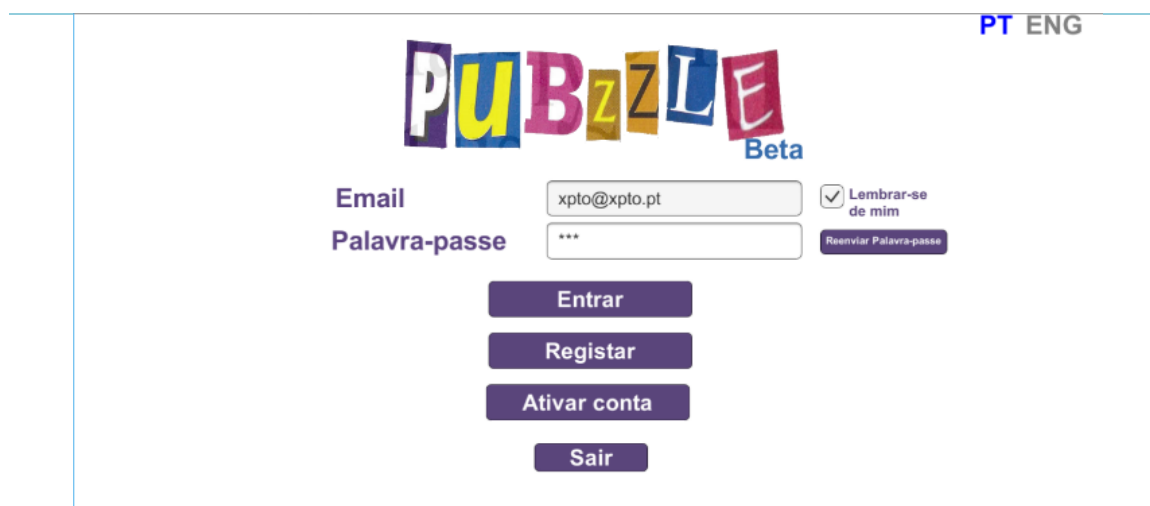 PT ENG
PUBZZLE
Beta
Email
xpto@xpto.pt
Lembrar-se
de mim
Palavra-passe
***
Reenviar Palavra-passe
Entrar
Registar
Ativar conta
Sair